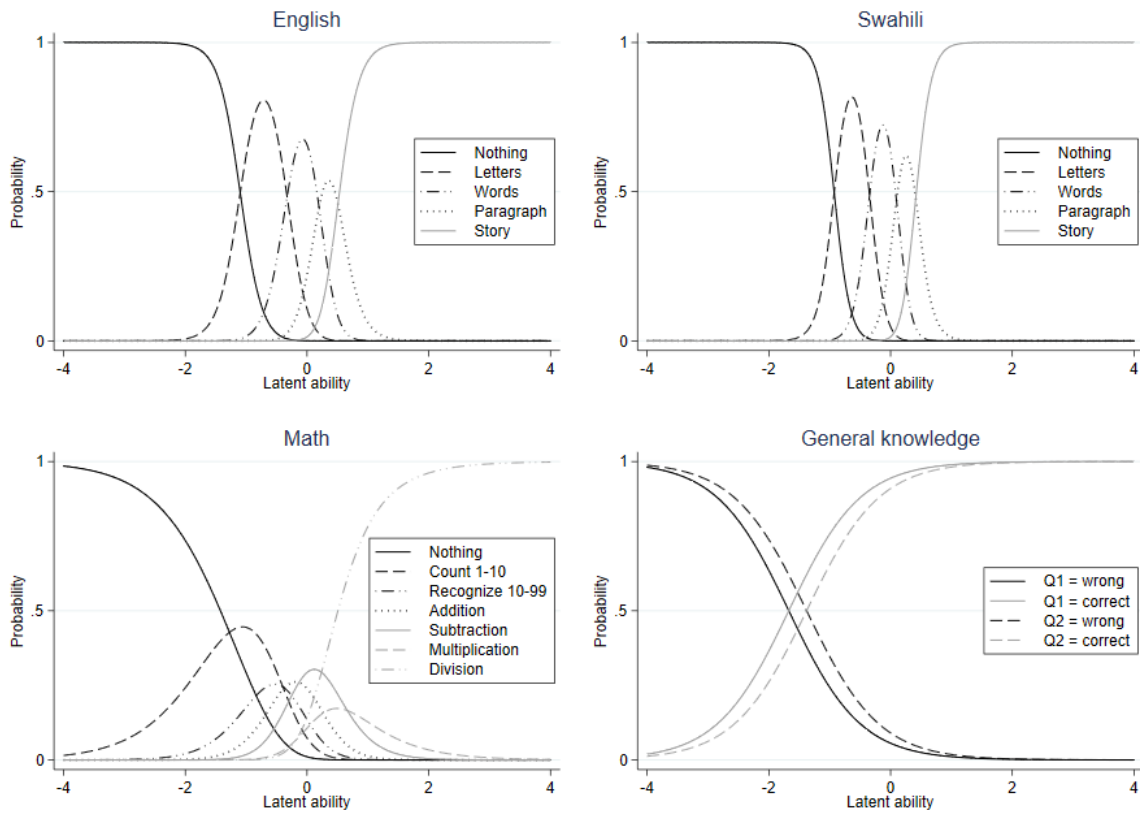 English
Probability
1
.5
0
Nothing
Letters
Words
Paragraph
Story
-4
-2
0
2
4
Latent ability
Swahili
Probability
1
.5
0
Nothing
Letters
Words
Paragraph
Story
-4
-2
0
2
4
Latent ability
Math
Probability
1
.5
0
Nothing
Count 1-10
Recognize 10-99
Addition
Subtraction
Multiplication
Division
-4
-2
0
2
4
Latent ability
General knowledge
Probability
1
.5
0
Q1 = wrong
Q1 = correct
Q2 = wrong
Q2 = correct
-4
-2
0
2
4
Latent ability